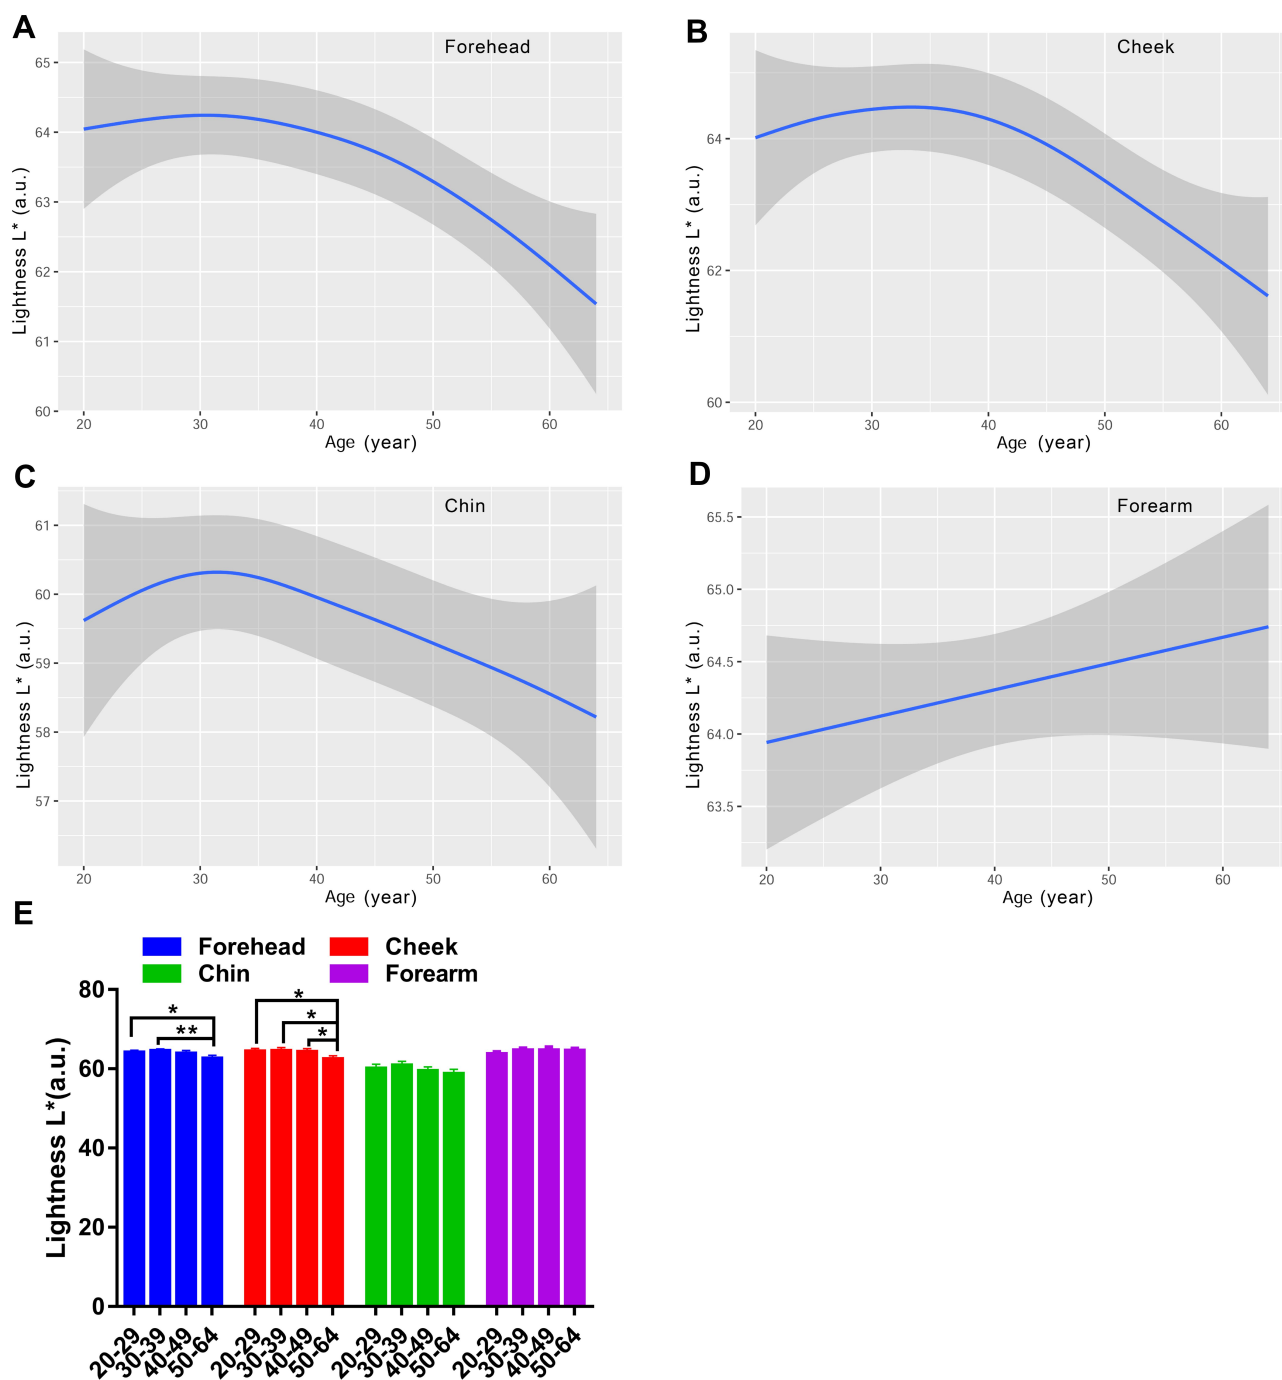 A
Forehead
65
64
63
62
61
60
20 30 40 50 60
Age (year)
Lightness L* (a.u.)
B
Cheek
64
62
60
20 30 40 50 60
Age (year)
Lightness L* (a.u.)
C
Chin
61
60
59
58
57
20 30 40 50 60
Age (year)
Lightness L* (a.u.)
D
Forearm
65.5
65.0
64.5
64.0
63.5
20 30 40 50 60
Age (year)
Lightness L* (a.u.)
E
Forehead Cheek
Chin Forearm
80
60
40
20
0
Lightness L*(a.u.)
*
**
*
*
*
20-29 30-39 40-49 50-64 20-29 30-39 40-49 50-64 20-29 30-39 40-49 50-64 20-29 30-39 40-49 50-64